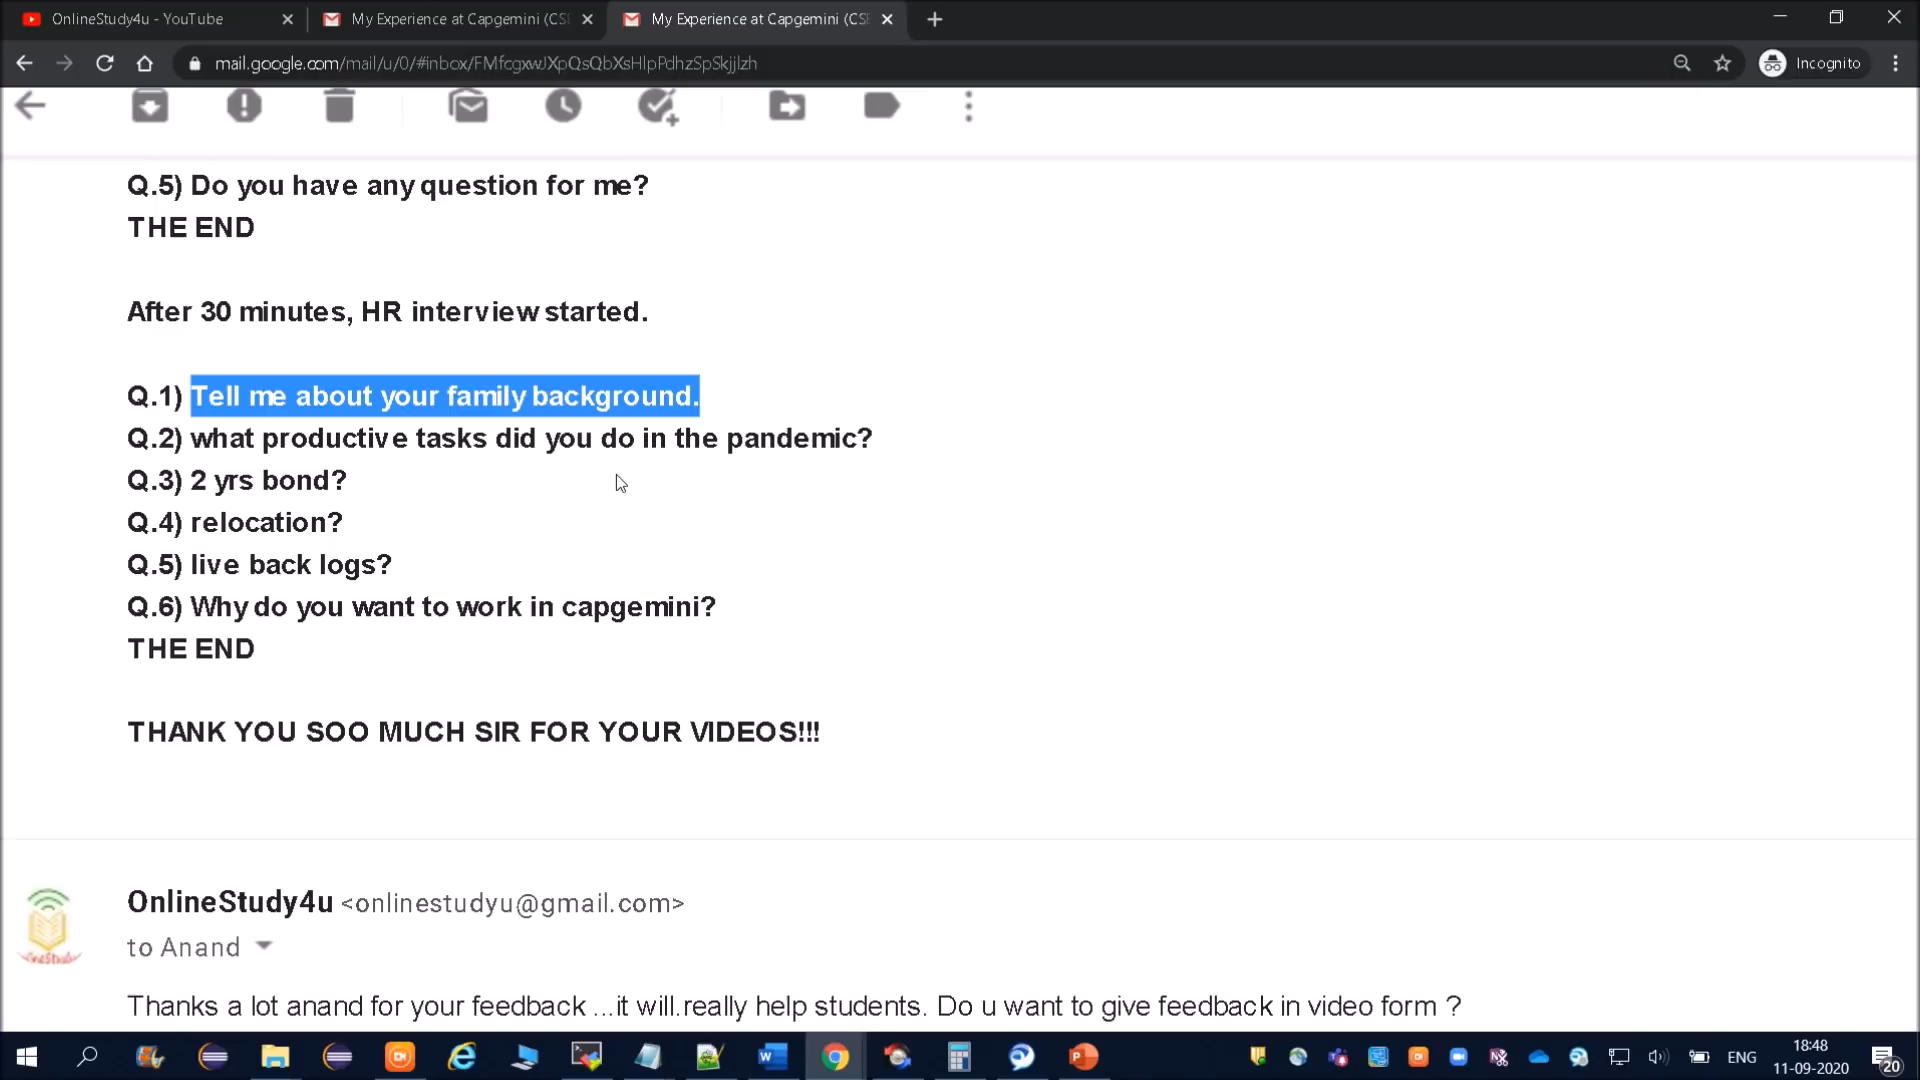 OnlineStudy4u - YouTube
My Experience at Capgemini (CSE
My Experience at Capgemini (CSE
mail.google.com/mail/u/0/#inbox/FMfcgxwJXpQsQbXsHlpPdhzSpSkjjlzh
Incognito
Q.5) Do you have any question for me?
THE END
After 30 minutes, HR interview started.
Q.1) Tell me about your family background.
Q.2) what productive tasks did you do in the pandemic?
Q.3) 2 yrs bond?
Q.4) relocation?
Q.5) live back logs?
Q.6) Why do you want to work in capgemini?
THE END
THANK YOU SOO MUCH SIR FOR YOUR VIDEOS!!!
OnlineStudy4u <onlinestudyu@gmail.com>
to Anand
Thanks a lot anand for your feedback ...it will.really help students. Do u want to give feedback in video form ?
ENG
18:48
11-09-2020
20